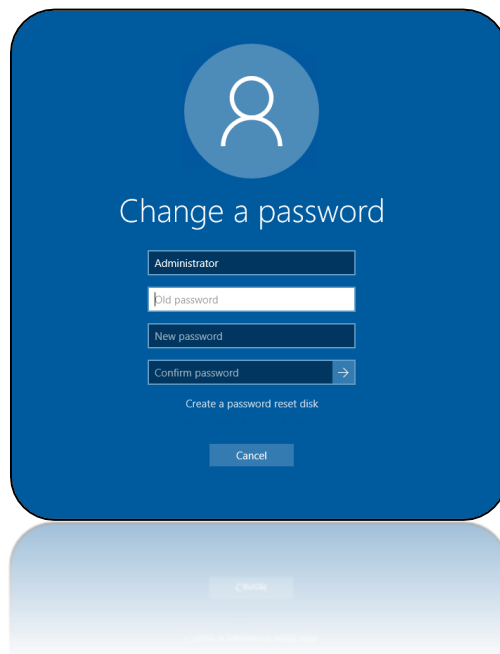 Change a password
Administrator
Old password
New password
Confirm password
Create a password reset disk
Cancel